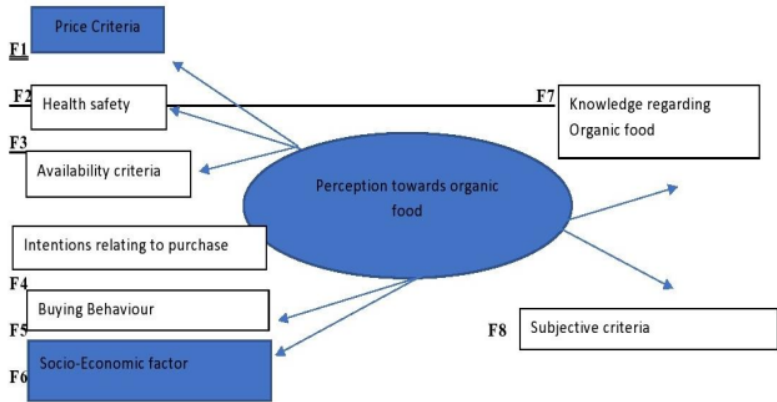 Price Criteria
F1
F2
Health safety
F7
Knowledge regarding
Organic food
F3
Availability criteria
Perception towards organic
food
Intentions relating to purchase
F4
Buying Behaviour
F5
F8
Subjective criteria
Socio-Economic factor
F6